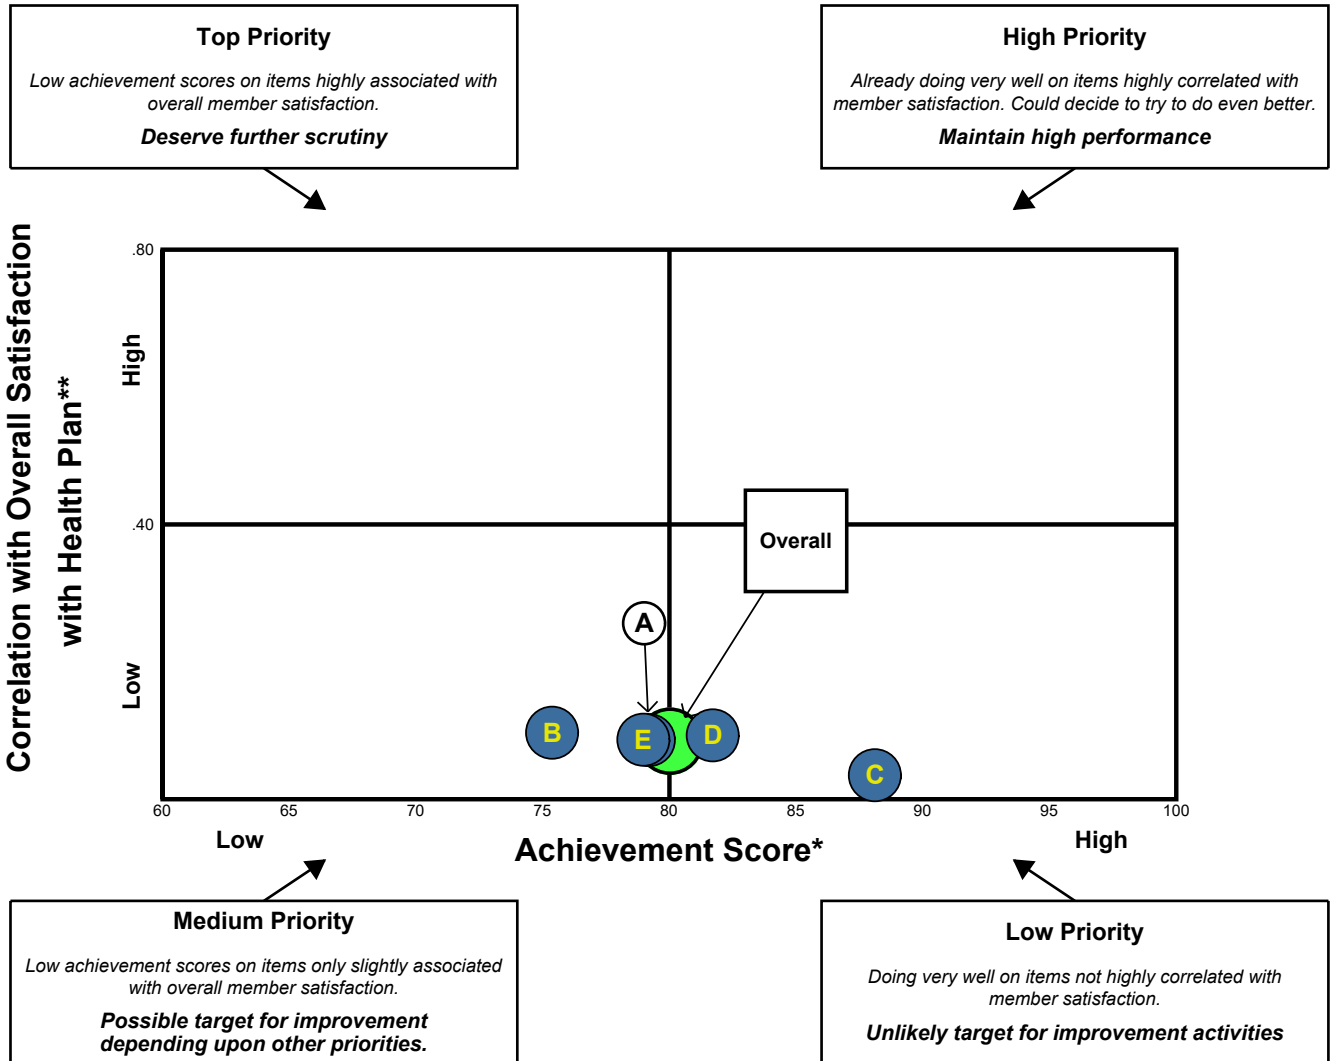 Top Priority
Low achievement scores on items highly associated with
overall member satisfaction.
Deserve further scrutiny
High Priority
Already doing very well on items highly correlated with
member satisfaction. Could decide to try to do even better.
Maintain high performance
Correlation with Overall Satisfaction
with Health Plan**
.80
High
.40
Low
Overall
A
B
E
D
C
60
65
70
75
80
85
90
95
100
Low
Achievement Score*
High
Medium Priority
Low achievement scores on items only slightly associated
with overall member satisfaction.
Possible target for improvement
depending upon other priorities.
Low Priority
Doing very well on items not highly correlated with
member satisfaction.
Unlikely target for improvement activities